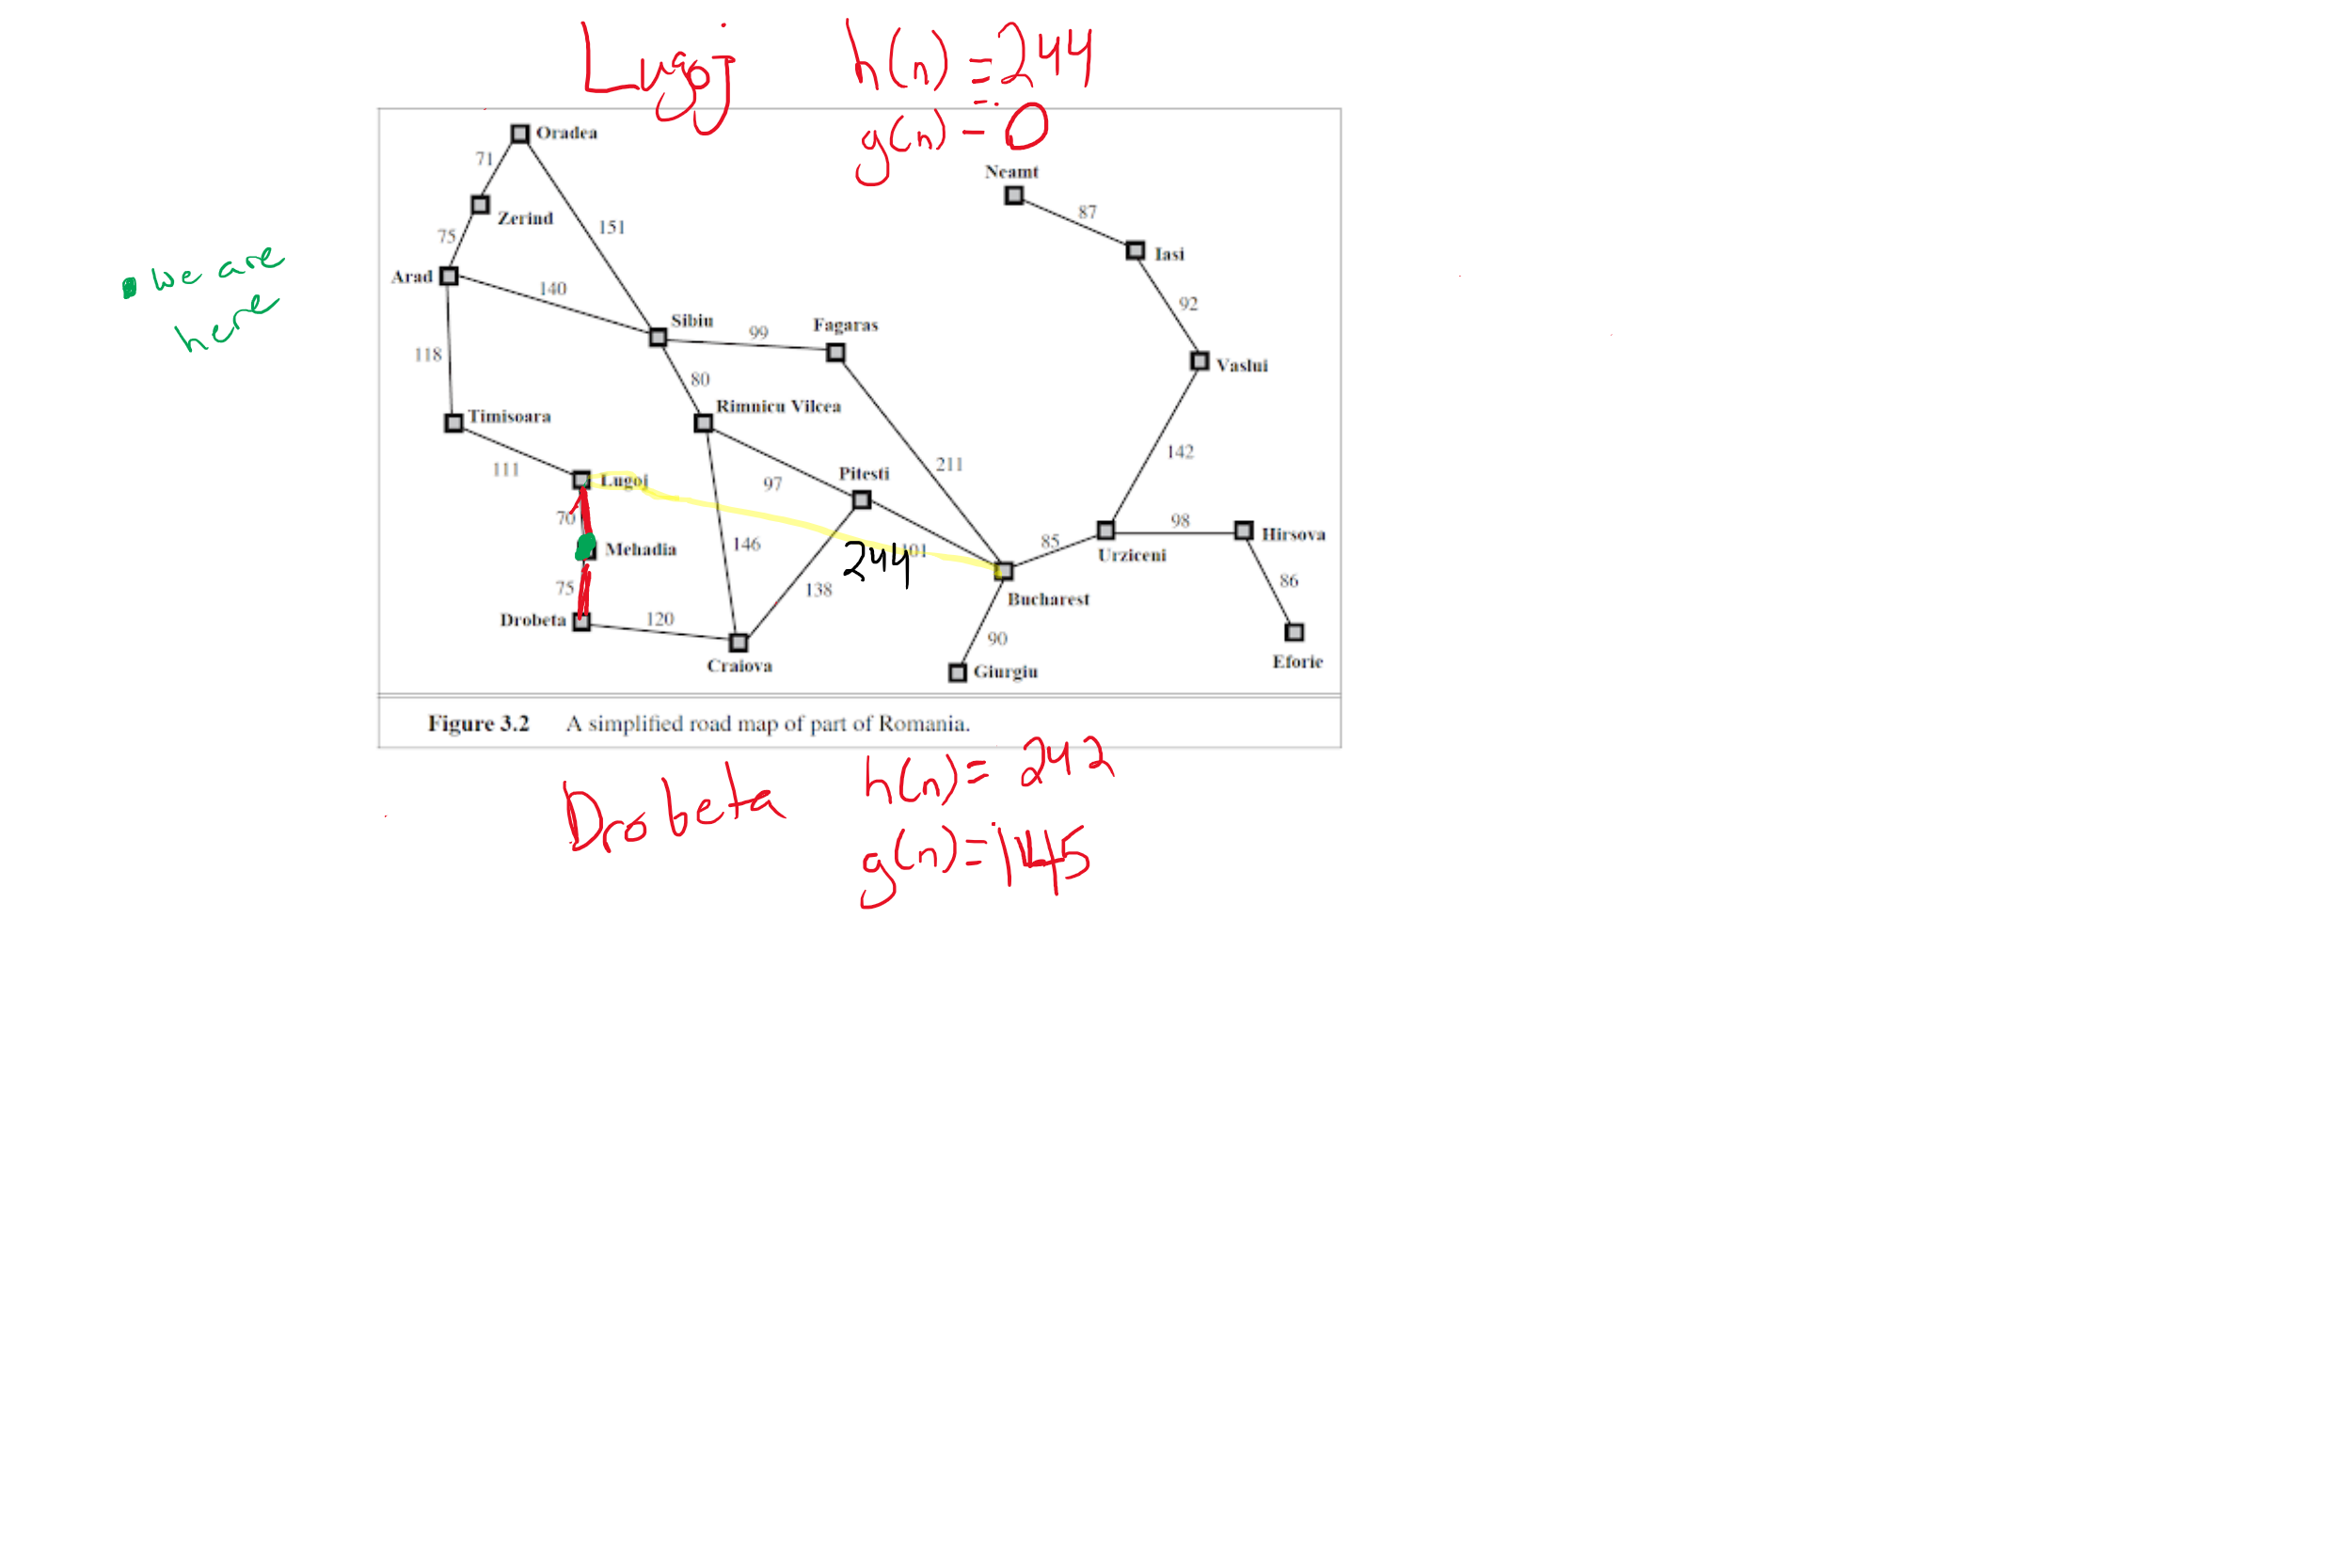 Lugoj h(n) = 244
g(n) = 0
Oradea
Neamt
71
87
Zerind
151
75
Iasi
we are
here
Arad
140
92
Sibiu
99
Fagaras
118
Vaslui
80
Rimnicu Vilcea
Timisoara
142
211
111
Lugoj
97
Pitesti
70
98
Hirsova
146
101
85
Mehadia
244
Urziceni
75
138
86
Bucharest
Drobeta
120
90
Craiova
Giurgiu
Eforie
Figure 3.2 A simplified road map of part of Romania.
Drobeta h(n) = 242
g(n) = 145